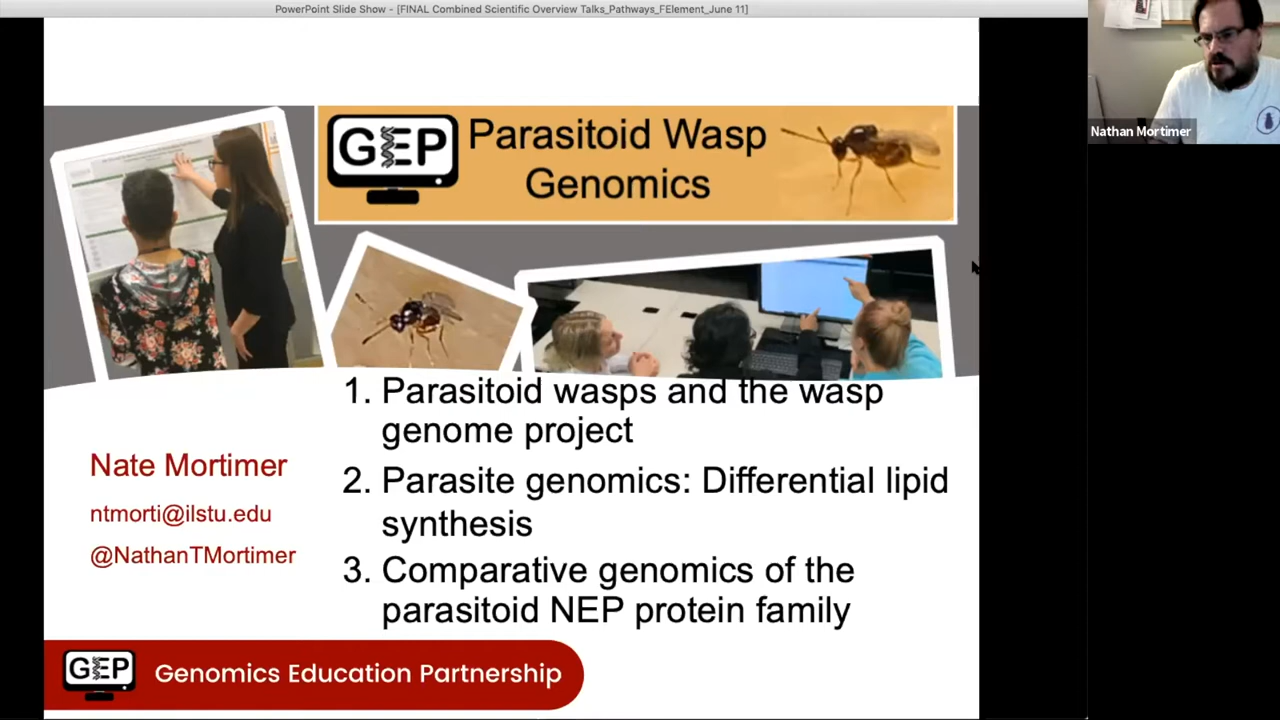 PowerPoint Slide Show - [FINAL Combined Scientific Overview Talks_Pathways_FElement_June 11]
Nathan Mortimer
GEP
Parasitoid Wasp
Genomics
1. Parasitoid wasps and the wasp
genome project
2. Parasite genomics: Differential lipid
synthesis
3. Comparative genomics of the
parasitoid NEP protein family
Nate Mortimer
ntmorti@ilstu.edu
@NathanTMortimer
GEP
Genomics Education Partnership